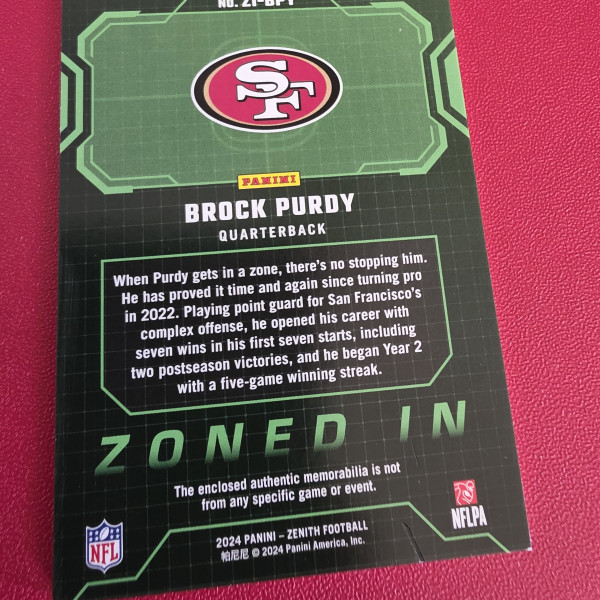 NO. ZI-BPY
SF
PANINI
BROCK PURDY
QUARTERBACK
When Purdy gets in a zone, there's no stopping him.
He has proved it time and again since turning pro
in 2022. Playing point guard for San Francisco's
complex offense, he opened his career with
seven wins in his first seven starts, including
two postseason victories, and he began Year 2
with a five-game winning streak.
ZONED IN
The enclosed authentic memorabilia is not
from any specific game or event.
NFL
NFLPA
2024 PANINI – ZENITH FOOTBALL
帕尼尼 © 2024 Panini America, Inc.